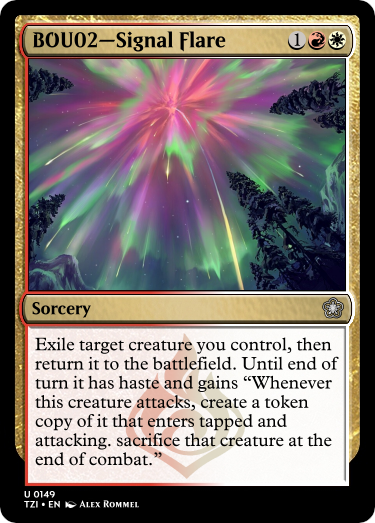 BOU02—Signal Flare 1
Sorcery
Exile target creature you control, then
return it to the battlefield. Until end of
turn it has haste and gains “Whenever
this creature attacks, create a token
copy of it that enters tapped and
attacking. sacrifice that creature at the
end of combat.”
U 0149
TZI • EN Alex Rommel